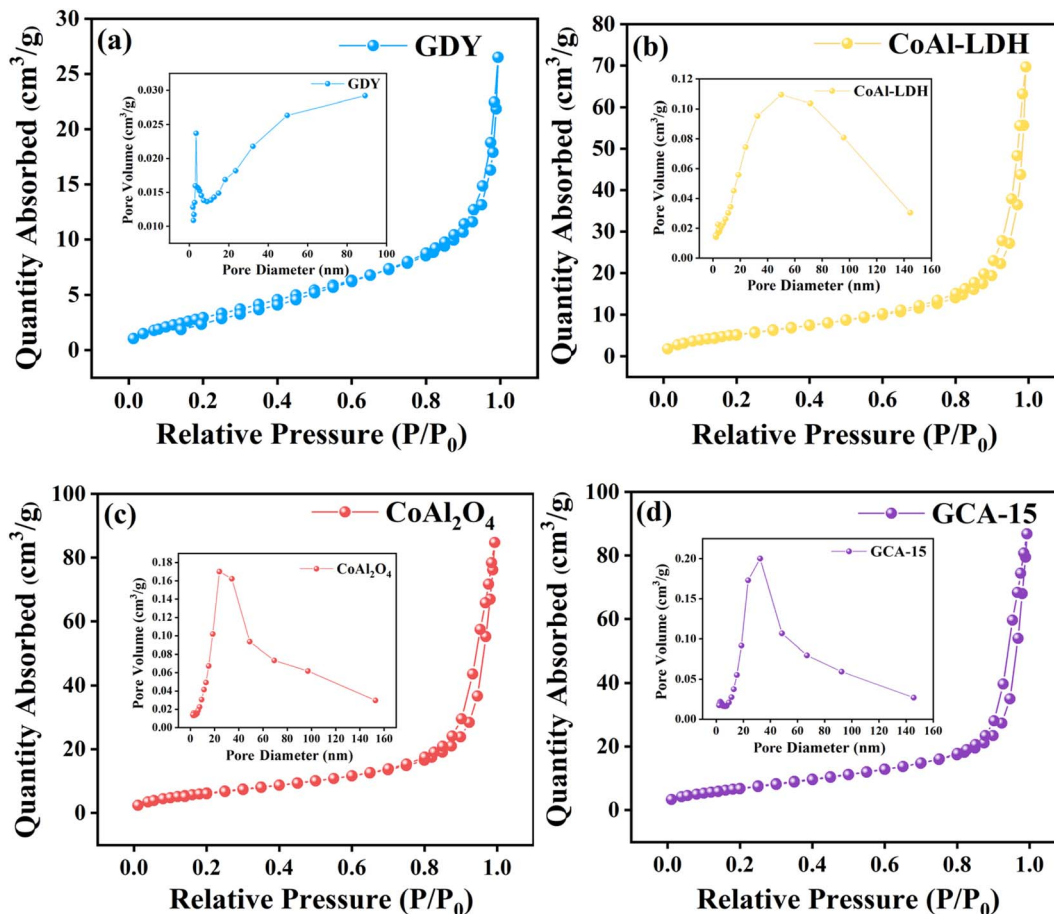 (a)
GDY
Quantity Absorbed (cm³/g)
30
25
20
15
10
5
0
0.0 0.2 0.4 0.6 0.8 1.0
Relative Pressure (P/P₀)
GDY
Pore Volume (cm³/g)
0.030
0.025
0.020
0.015
0.010
0 20 40 60 80 100
Pore Diameter (nm)
(b)
CoAl-LDH
Quantity Absorbed (cm³/g)
80
70
60
50
40
30
20
10
0
0.0 0.2 0.4 0.6 0.8 1.0
Relative Pressure (P/P₀)
CoAl-LDH
Pore Volume (cm³/g)
0.12
0.10
0.08
0.06
0.04
0.02
0.00
0 20 40 60 80 100 120 140 160
Pore Diameter (nm)
(c)
CoAl₂O₄
Quantity Absorbed (cm³/g)
100
80
60
40
20
0
0.0 0.2 0.4 0.6 0.8 1.0
Relative Pressure (P/P₀)
CoAl₂O₄
Pore Volume (cm³/g)
0.18
0.16
0.14
0.12
0.10
0.08
0.06
0.04
0.02
0.00
0 20 40 60 80 100 120 140 160
Pore Diameter (nm)
(d)
GCA-15
Quantity Absorbed (cm³/g)
100
80
60
40
20
0
0.0 0.2 0.4 0.6 0.8 1.0
Relative Pressure (P/P₀)
GCA-15
Pore Volume (cm³/g)
0.20
0.15
0.10
0.05
0.00
0 20 40 60 80 100 120 140 160
Pore Diameter (nm)